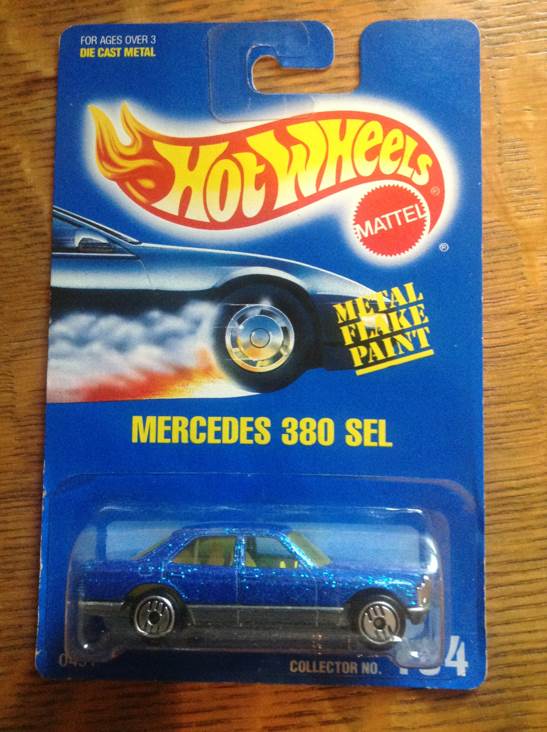 FOR AGES OVER 3
DIE CAST METAL
HOT WHEELS
®
MATTEL
®
METAL
FLAKE
PAINT
MERCEDES 380 SEL
COLLECTOR NO.